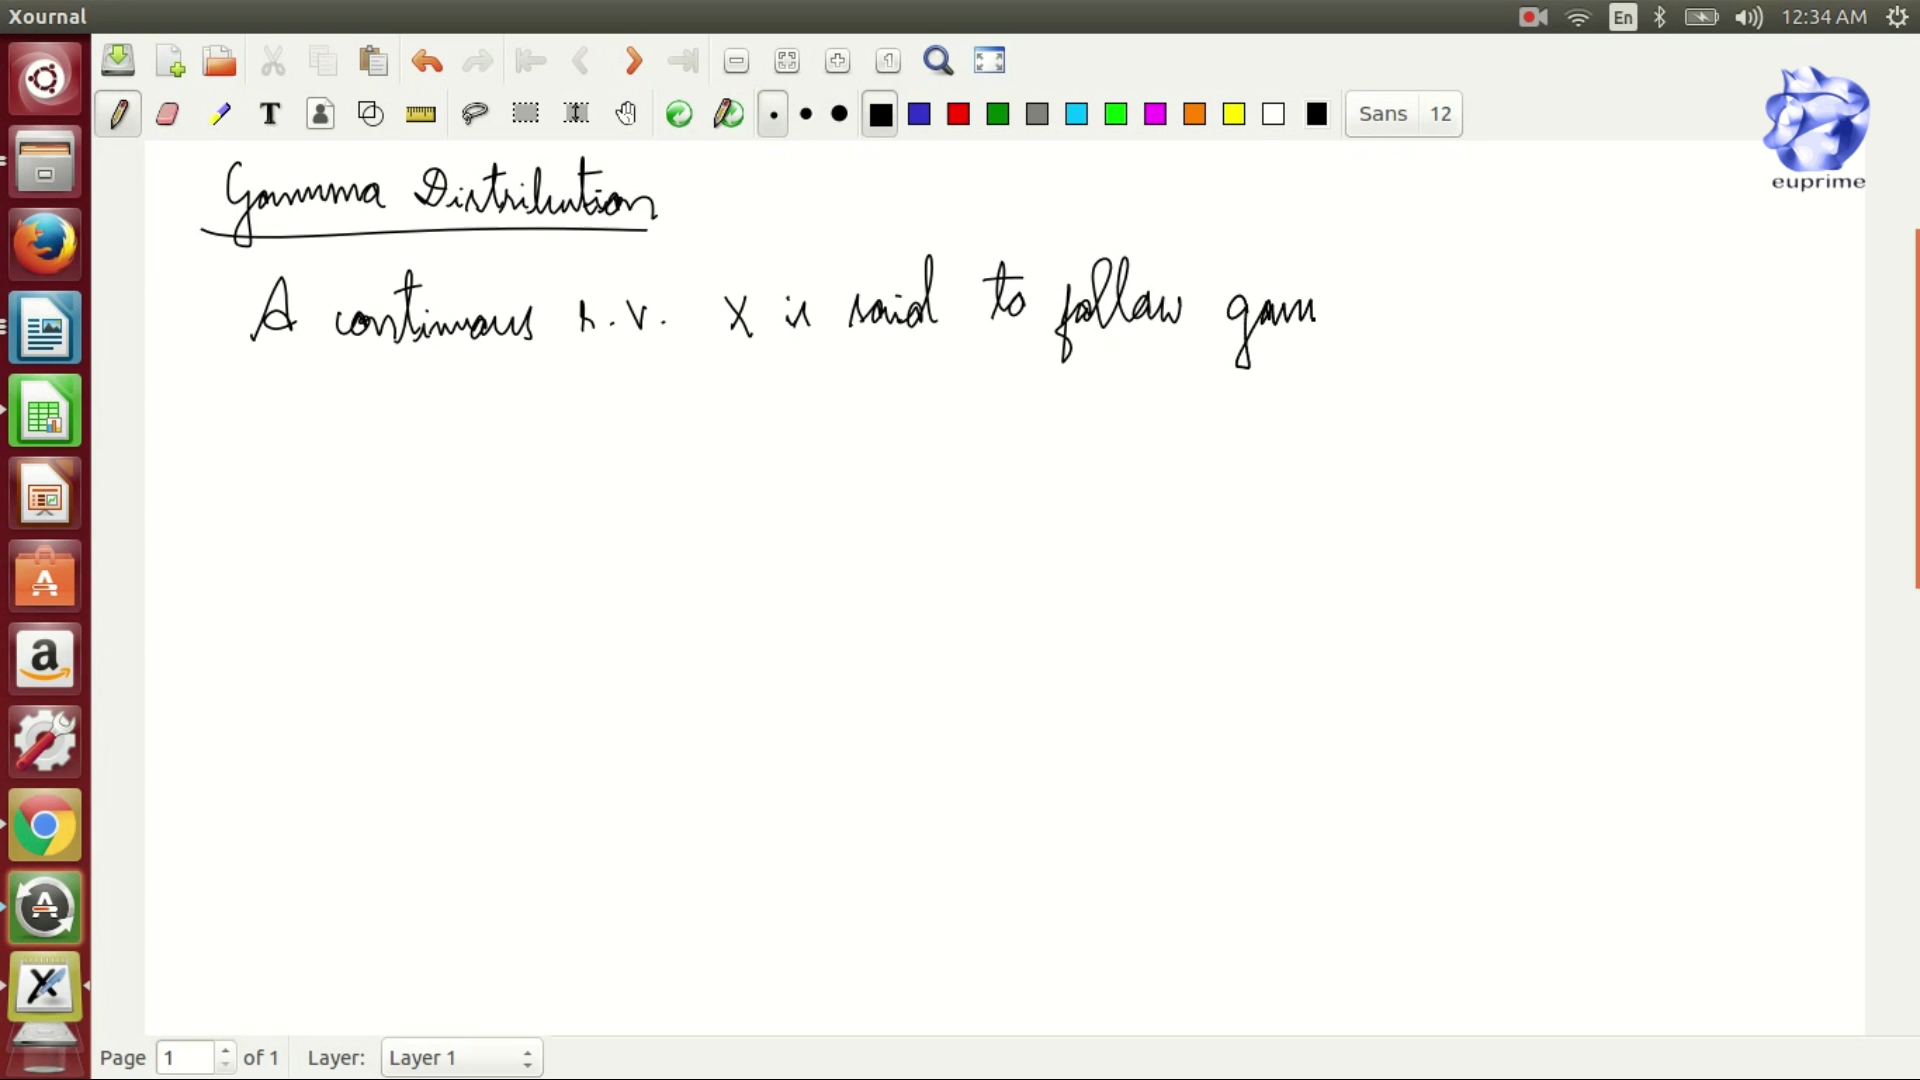 Xournal
En
12:34 AM
Sans 12
euprime
Gamma Distribution
A continuous r.v. X is said to follow gam
Page 1 of 1 Layer: Layer 1